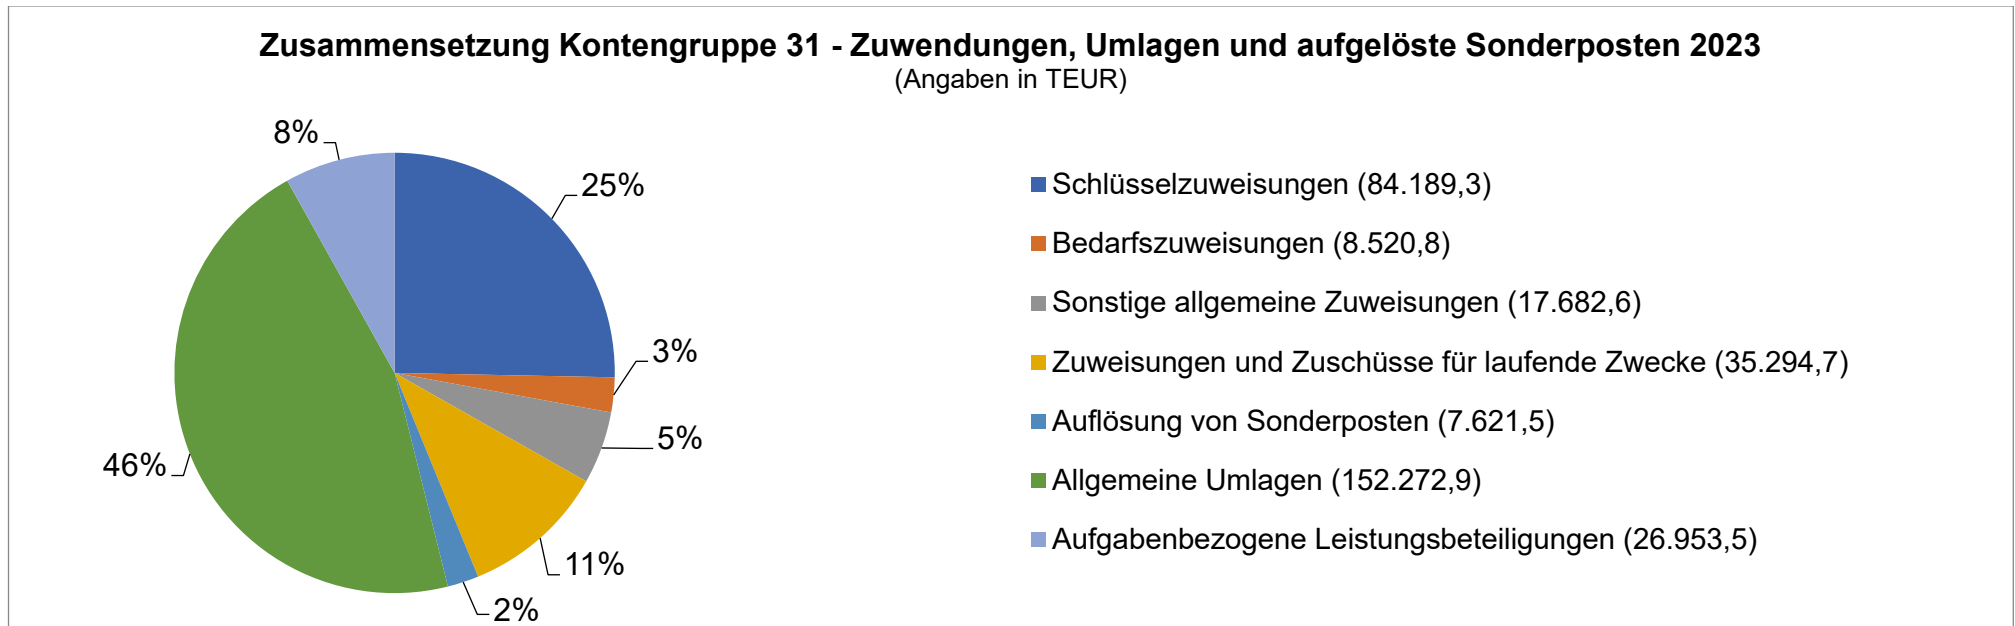 Zusammensetzung Kontengruppe 31 - Zuwendungen, Umlagen und aufgelöste Sonderposten 2023
(Angaben in TEUR)
8%
25%
3%
5%
46%
11%
2%
Schlüsselzuweisungen (84.189,3)
Bedarfszuweisungen (8.520,8)
Sonstige allgemeine Zuweisungen (17.682,6)
Zuweisungen und Zuschüsse für laufende Zwecke (35.294,7)
Auflösung von Sonderposten (7.621,5)
Allgemeine Umlagen (152.272,9)
Aufgabenbezogene Leistungsbeteiligungen (26.953,5)